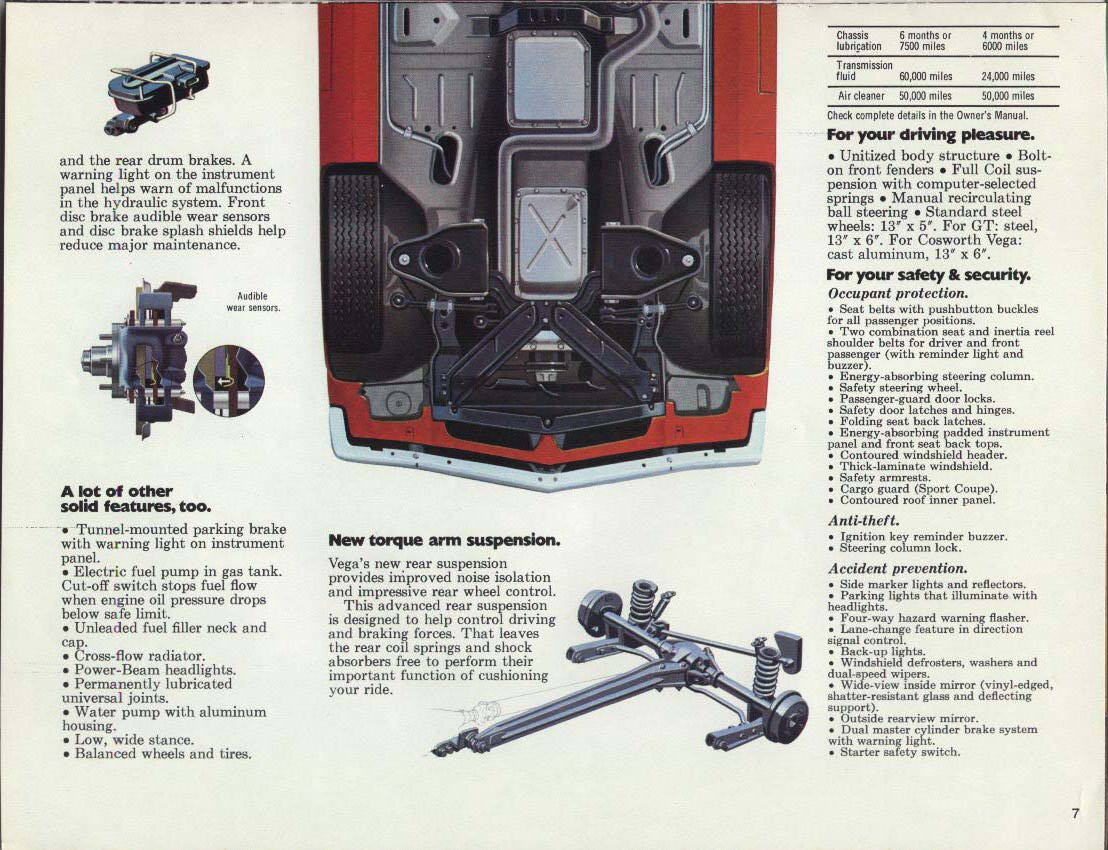 and the rear drum brakes. A
warning light on the instrument
panel helps warn of malfunctions
in the hydraulic system. Front
disc brake audible wear sensors
and disc brake splash shields help
reduce major maintenance.
Audible
wear sensors.
A lot of other
solid features, too.
• Tunnel-mounted parking brake
with warning light on instrument
panel.
• Electric fuel pump in gas tank.
Cut-off switch stops fuel flow
when engine oil pressure drops
below safe limit.
• Unleaded fuel filler neck and
cap.
• Cross-flow radiator.
• Power-Beam headlights.
• Permanently lubricated
universal joints.
• Water pump with aluminum
housing.
• Low, wide stance.
• Balanced wheels and tires.
New torque arm suspension.
Vega's new rear suspension
provides improved noise isolation
and impressive rear wheel control.
This advanced rear suspension
is designed to help control driving
and braking forces. That leaves
the rear coil springs and shock
absorbers free to perform their
important function of cushioning
your ride.
Chassis 6 months or 4 months or
lubrication 7500 miles 6000 miles
Transmission
fluid 60,000 miles 24,000 miles
Air cleaner 50,000 miles 50,000 miles
Check complete details in the Owner's Manual.
For your driving pleasure.
• Unitized body structure • Bolt-
on front fenders • Full Coil sus-
pension with computer-selected
springs • Manual recirculating
ball steering • Standard steel
wheels: 13″ x 5″. For GT: steel,
13″ x 6″. For Cosworth Vega:
cast aluminum, 13″ x 6″.
For your safety & security.
Occupant protection.
• Seat belts with pushbutton buckles
for all passenger positions.
• Two combination seat and inertia reel
shoulder belts for driver and front
passenger (with reminder light and
buzzer).
• Energy-absorbing steering column.
• Safety steering wheel.
• Passenger-guard door locks.
• Safety door latches and hinges.
• Folding seat back latches.
• Energy-absorbing padded instrument
panel and front seat back tops.
• Contoured windshield header.
• Thick-laminate windshield.
• Safety armrests.
• Cargo guard (Sport Coupe).
• Contoured roof inner panel.
Anti-theft.
• Ignition key reminder buzzer.
• Steering column lock.
Accident prevention.
• Side marker lights and reflectors.
• Parking lights that illuminate with
headlights.
• Four-way hazard warning flasher.
• Lane-change feature in direction
signal control.
• Back-up lights.
• Windshield defrosters, washers and
dual-speed wipers.
• Wide-view inside mirror (vinyl-edged,
shatter-resistant glass and deflecting
support).
• Outside rearview mirror.
• Dual master cylinder brake system
with warning light.
• Starter safety switch.
7